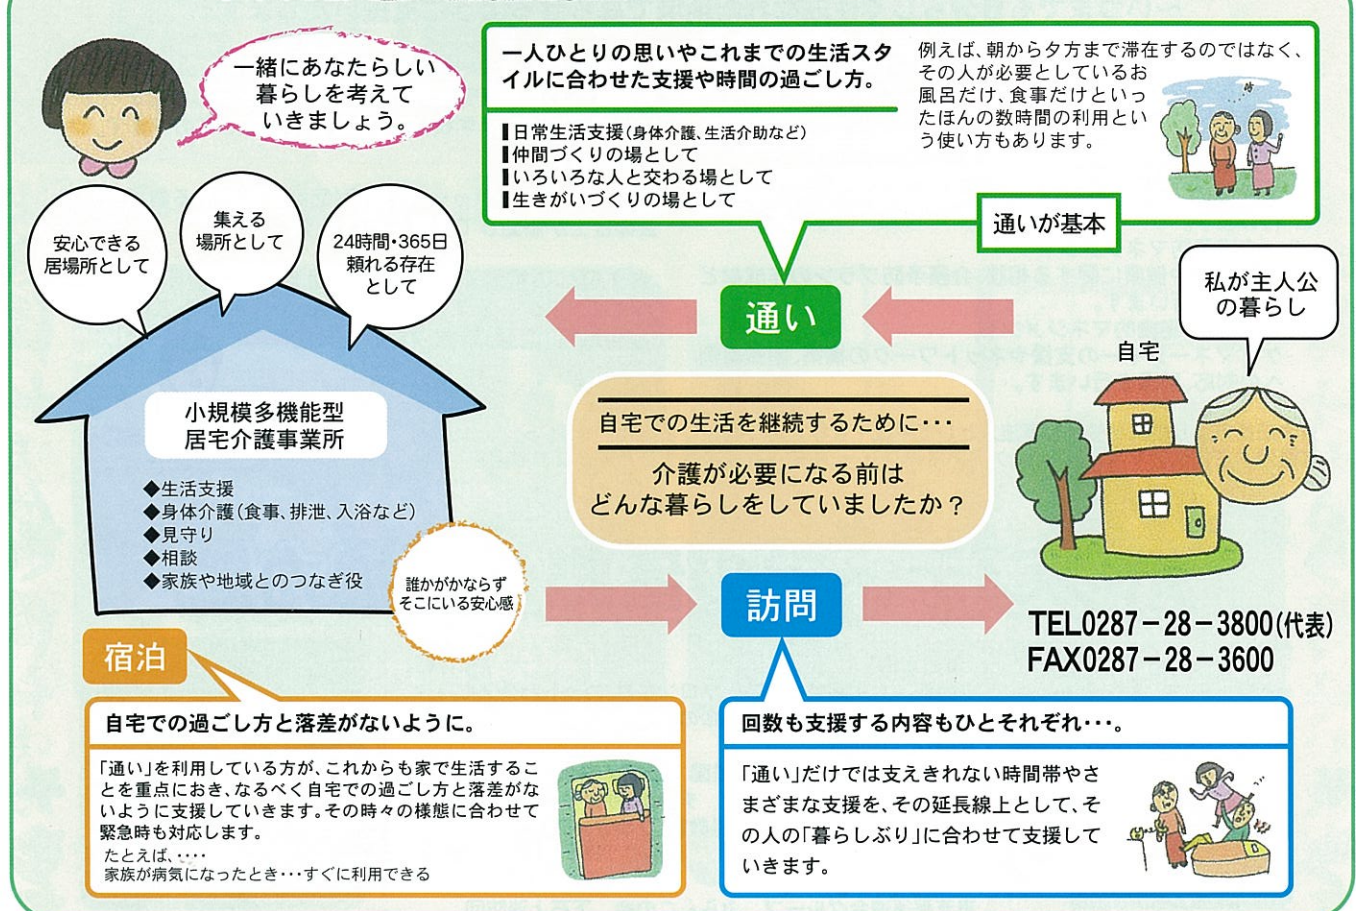 一緒にあなたらしい
暮らしを考えて
いきましょう。
一人ひとりの思いやこれまでの生活スタ
イルに合わせた支援や時間の過ごし方。
▌日常生活支援(身体介護、生活介助など)
▌仲間づくりの場として
▌いろいろな人と交わる場として
▌生きがいづくりの場として
例えば、朝から夕方まで滞在するのではなく、
その人が必要としているお
風呂だけ、食事だけといっ
たほんの数時間の利用とい
う使い方もあります。
通いが基本
安心できる
居場所として
集える
場所として
24時間・365日
頼れる存在
として
通い
私が主人公
の暮らし
自宅
小規模多機能型
居宅介護事業所
◆生活支援
◆身体介護(食事、排泄、入浴など)
◆見守り
◆相談
◆家族や地域とのつなぎ役
誰かがかならず
そこにいる安心感
自宅での生活を継続するために・・・
介護が必要になる前は
どんな暮らしをしていましたか?
訪問
TEL0287−28−3800(代表)
FAX0287−28−3600
宿泊
自宅での過ごし方と落差がないように。
「通い」を利用している方が、これからも家で生活するこ
とを重点におき、なるべく自宅での過ごし方と落差がな
いように支援していきます。その時々の様態に合わせて
緊急時も対応します。
たとえば、・・・・
家族が病気になったとき・・・すぐに利用できる
回数も支援する内容もひとそれぞれ・・・。
「通い」だけでは支えきれない時間帯やさ
まざまな支援を、その延長線上として、そ
の人の「暮らしぶり」に合わせて支援して
いきます。